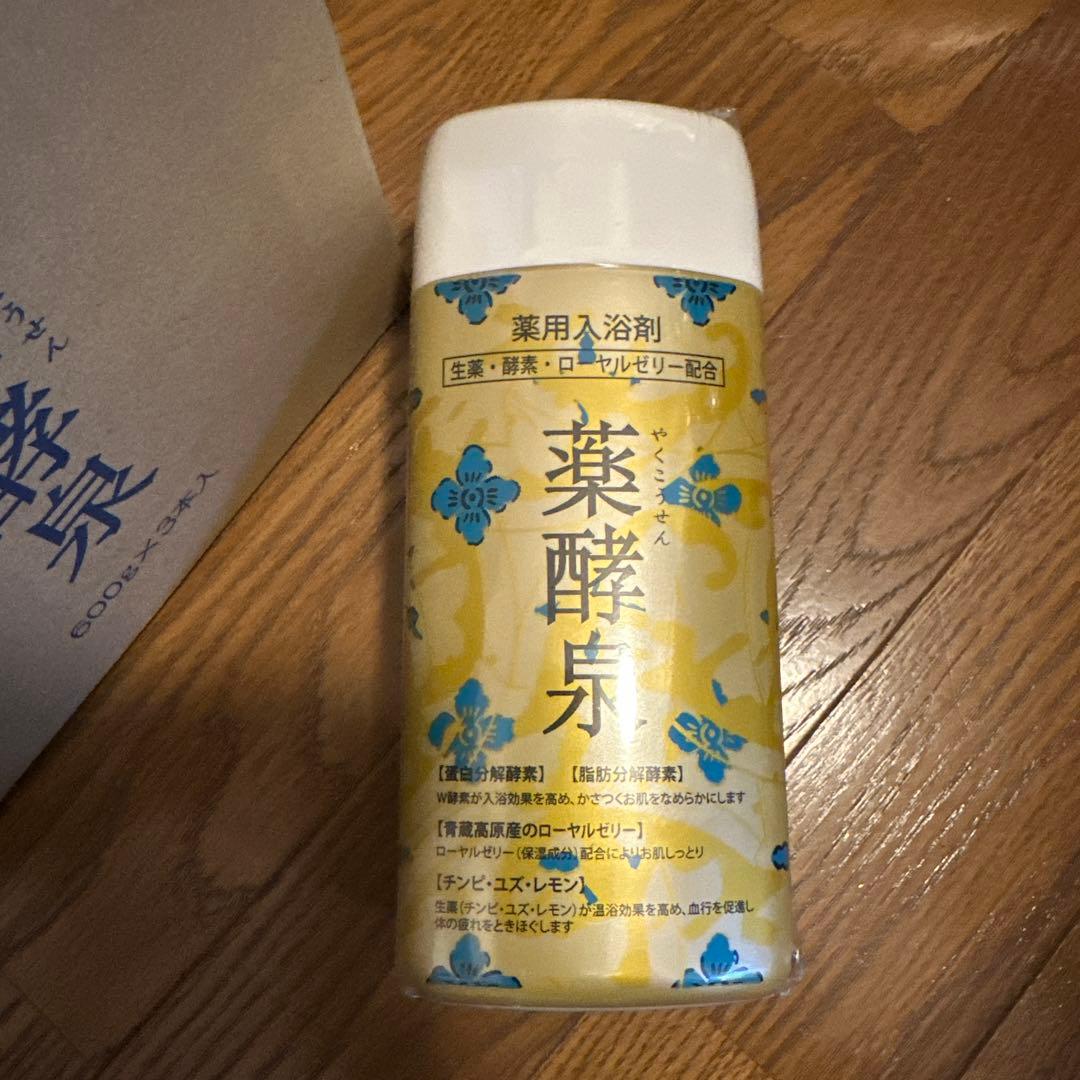 薬用入浴剤
生薬・酵素・ローヤルゼリー配合
薬酵泉
やくこうせん
【蛋白分解酵素】 【脂肪分解酵素】
W酵素が入浴効果を高め、かさつくお肌をなめらかにします
【青蔵高原産のローヤルゼリー】
ローヤルゼリー(保湿成分)配合によりお肌しっとり
【チンピ・ユズ・レモン】
生薬(チンピ・ユズ・レモン)が温浴効果を高め、血行を促進し
体の疲れをときほぐします
うせん
酵泉
600g×3本入